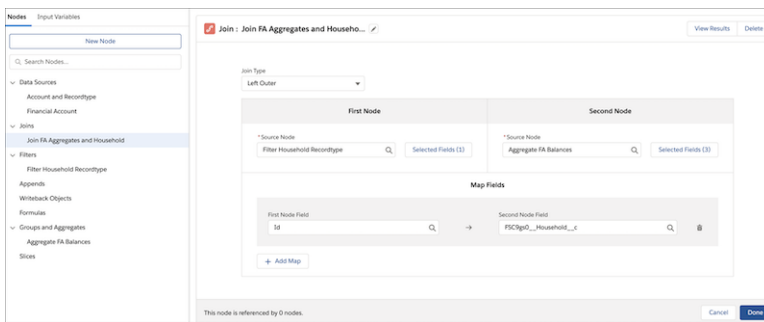 Nodes Input Variables
New Node
Search Nodes...
Data Sources
Account and Recordtype
Financial Account
Joins
Join FA Aggregates and Household
Filters
Filter Household Recordtype
Appends
Writeback Objects
Formulas
Groups and Aggregates
Aggregate FA Balances
Slices
Join : Join FA Aggregates and Househo...
View Results Delete
Join Type
Left Outer
First Node Second Node
*Source Node *Source Node
Filter Household Recordtype Selected Fields (1) Aggregate FA Balances Selected Fields (3)
Map Fields
First Node Field Second Node Field
Id → FSC9gs0__Household__c
+ Add Map
This node is referenced by 0 nodes.
Cancel Done